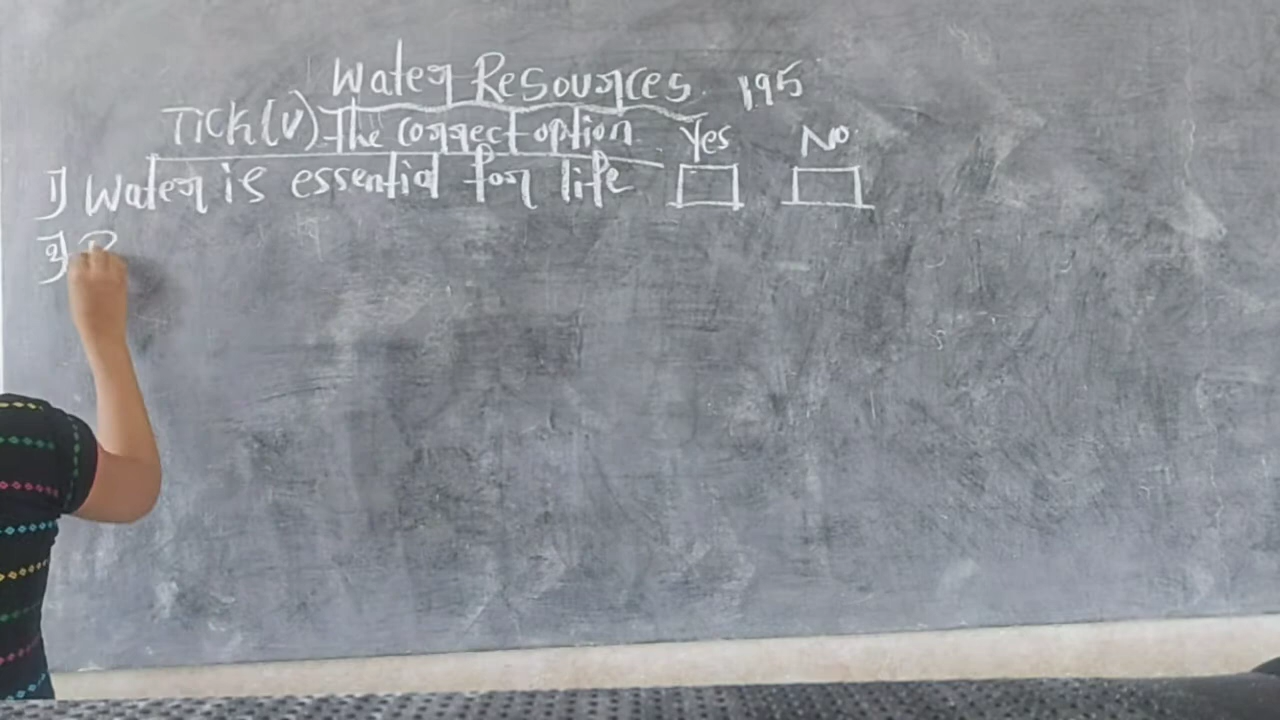 Water Resources. 195
Tick(√) The correct option Yes No
1) Water is essential for life
2)